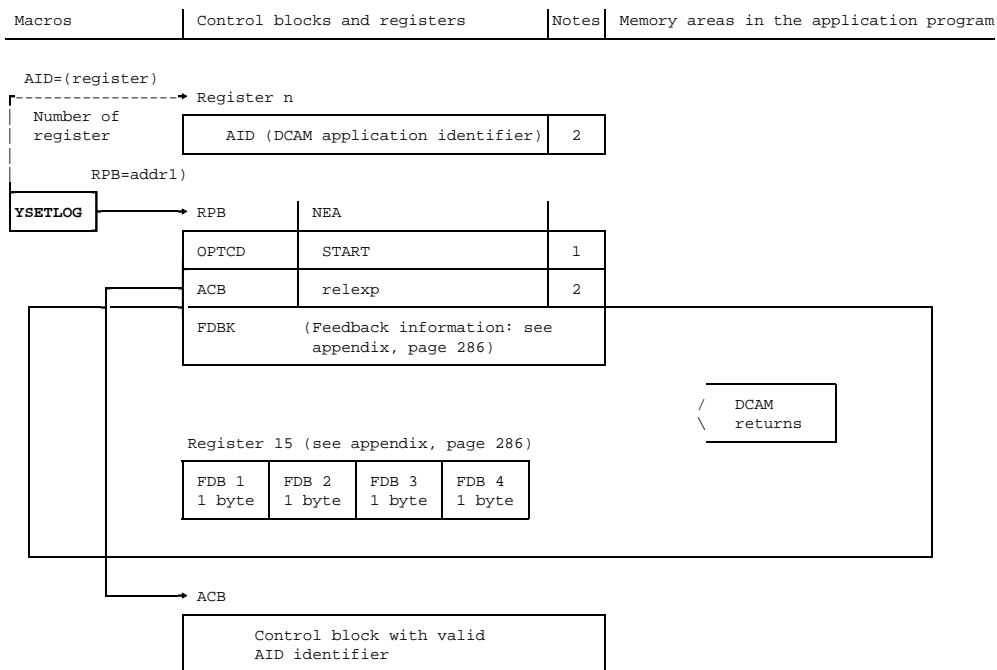 Macros Control blocks and registers Notes Memory areas in the application program
AID=(register)
Register n
Number of
register
AID (DCAM application identifier) 2
RPB=addr1)
YSETLOG RPB NEA
OPTCD START 1
ACB relexp 2
FDBK (Feedback information: see
appendix, page 286)
/ DCAM
\ returns
Register 15 (see appendix, page 286)
FDB 1 FDB 2 FDB 3 FDB 4
1 byte 1 byte 1 byte 1 byte
ACB
Control block with valid
AID identifier